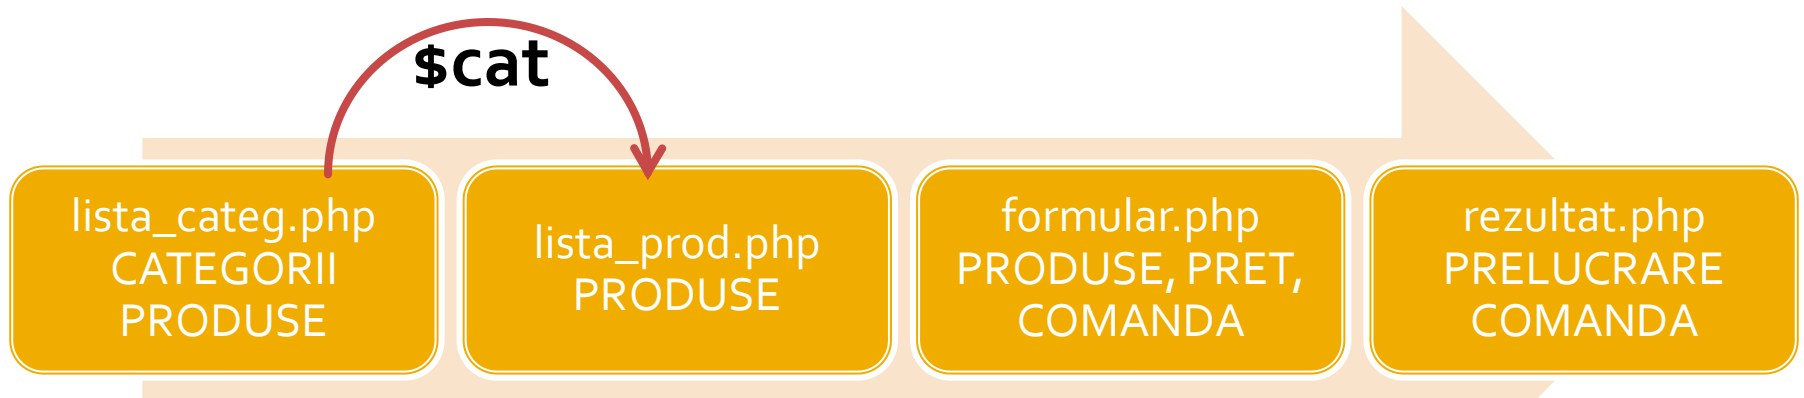 $cat
lista_categ.php
CATEGORII
PRODUSE
lista_prod.php
PRODUSE
formular.php
PRODUSE, PRET,
COMANDA
rezultat.php
PRELUCRARE
COMANDA